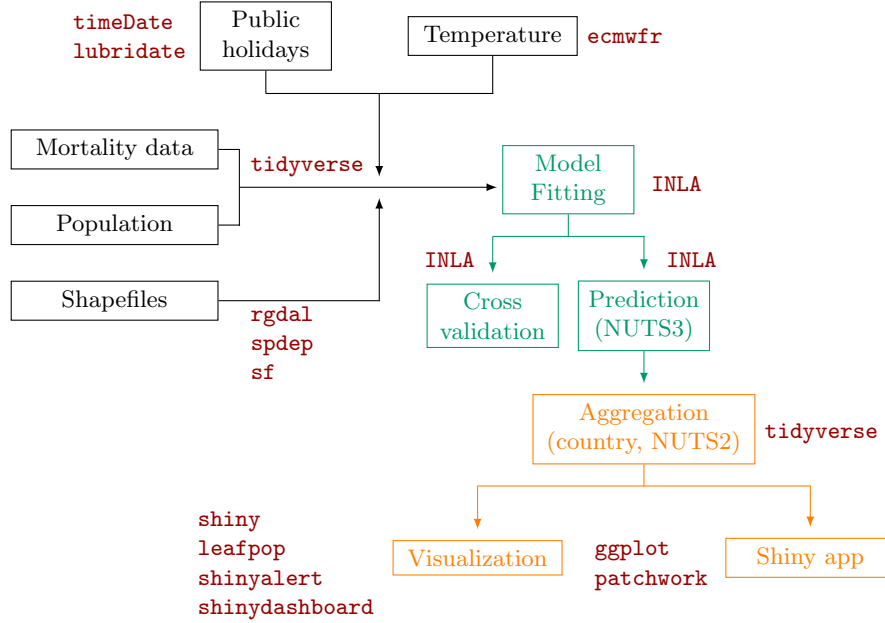 timeDate
lubridate
Public
holidays
Temperature
ecmwfr
Mortality data
tidyverse
Population
Model
Fitting
INLA
Shapefiles
rgdal
spdep
sf
INLA
INLA
Cross
validation
Prediction
(NUTS3)
Aggregation
(country, NUTS2)
tidyverse
shiny
leafpop
shinyalert
shinydashboard
Visualization
ggplot
patchwork
Shiny app